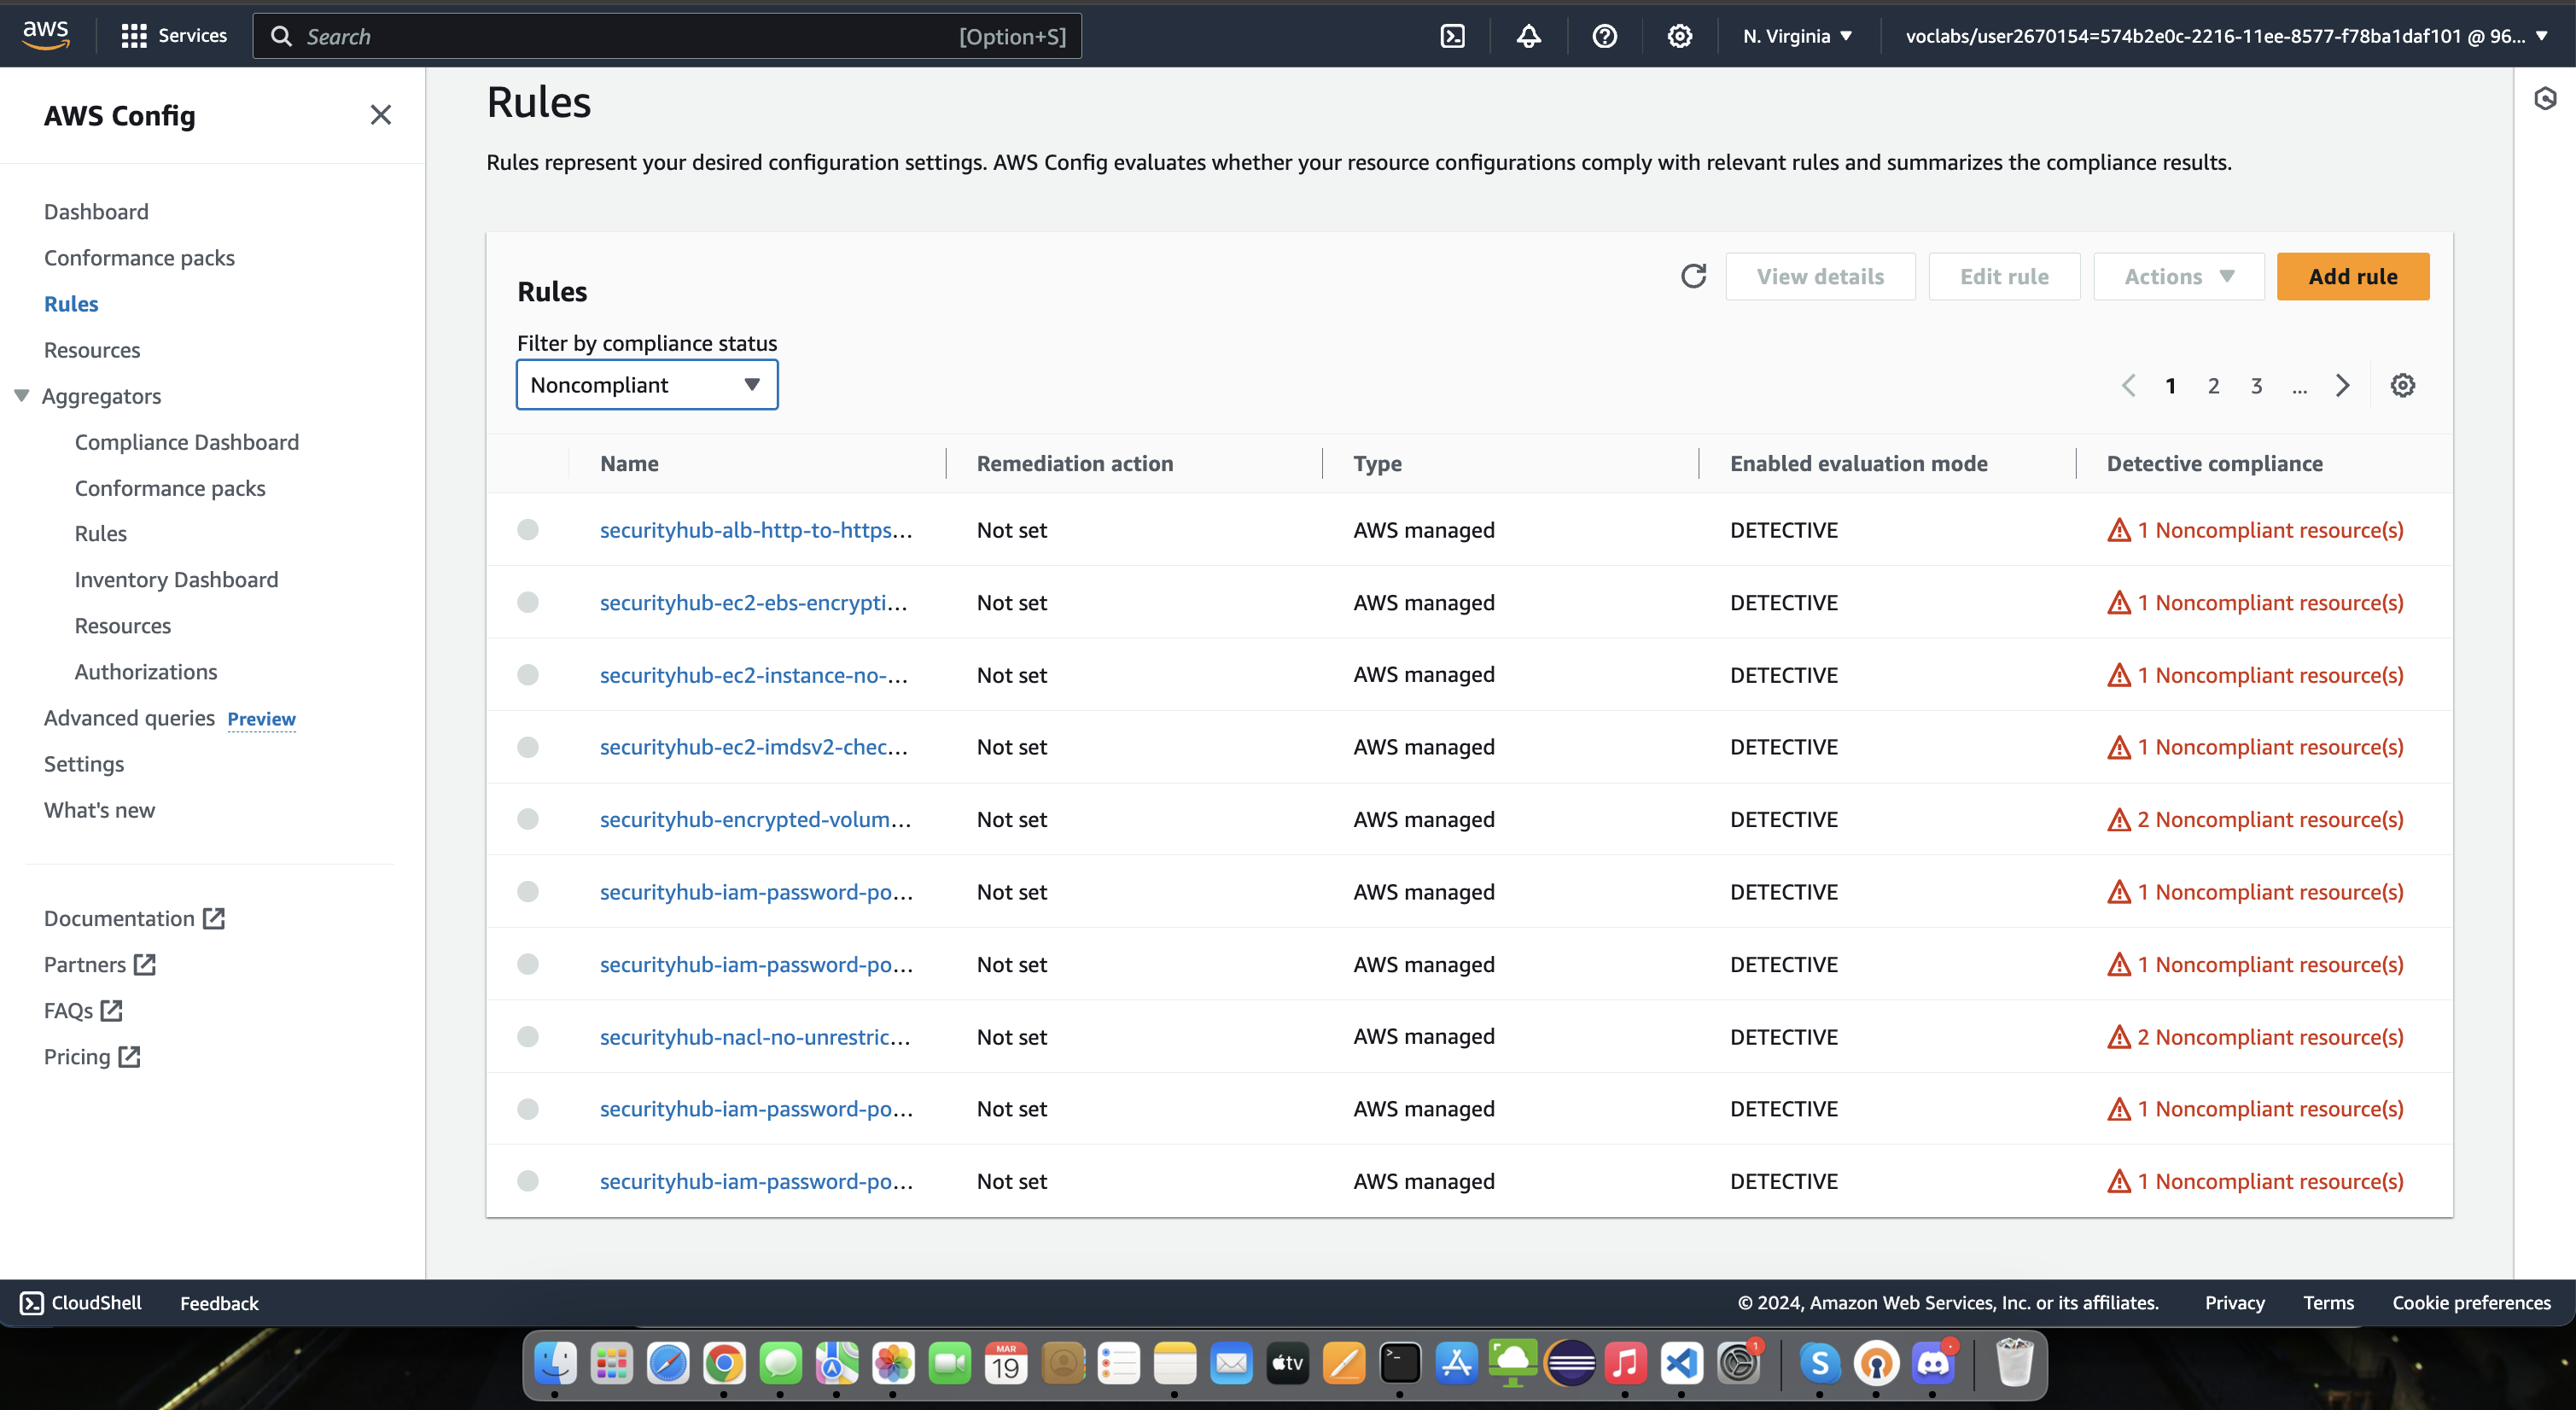 aws
Services
Search
[Option+S]
N. Virginia
voclabs/user2670154=574b2e0c-2216-11ee-8577-f78ba1daf101 @ 96...
AWS Config
Dashboard
Conformance packs
Rules
Resources
Aggregators
Compliance Dashboard
Conformance packs
Rules
Inventory Dashboard
Resources
Authorizations
Advanced queries Preview
Settings
What's new
Documentation
Partners
FAQs
Pricing
Rules
Rules represent your desired configuration settings. AWS Config evaluates whether your resource configurations comply with relevant rules and summarizes the compliance results.
Rules
View details
Edit rule
Actions
Add rule
Filter by compliance status
Noncompliant
1 2 3 ...
Name Remediation action Type Enabled evaluation mode Detective compliance
securityhub-alb-http-to-https... Not set AWS managed DETECTIVE 1 Noncompliant resource(s)
securityhub-ec2-ebs-encrypti... Not set AWS managed DETECTIVE 1 Noncompliant resource(s)
securityhub-ec2-instance-no-... Not set AWS managed DETECTIVE 1 Noncompliant resource(s)
securityhub-ec2-imdsv2-chec... Not set AWS managed DETECTIVE 1 Noncompliant resource(s)
securityhub-encrypted-volum... Not set AWS managed DETECTIVE 2 Noncompliant resource(s)
securityhub-iam-password-po... Not set AWS managed DETECTIVE 1 Noncompliant resource(s)
securityhub-iam-password-po... Not set AWS managed DETECTIVE 1 Noncompliant resource(s)
securityhub-nacl-no-unrestric... Not set AWS managed DETECTIVE 2 Noncompliant resource(s)
securityhub-iam-password-po... Not set AWS managed DETECTIVE 1 Noncompliant resource(s)
securityhub-iam-password-po... Not set AWS managed DETECTIVE 1 Noncompliant resource(s)
CloudShell
Feedback
© 2024, Amazon Web Services, Inc. or its affiliates.
Privacy
Terms
Cookie preferences
MAR
19
tv
1
S